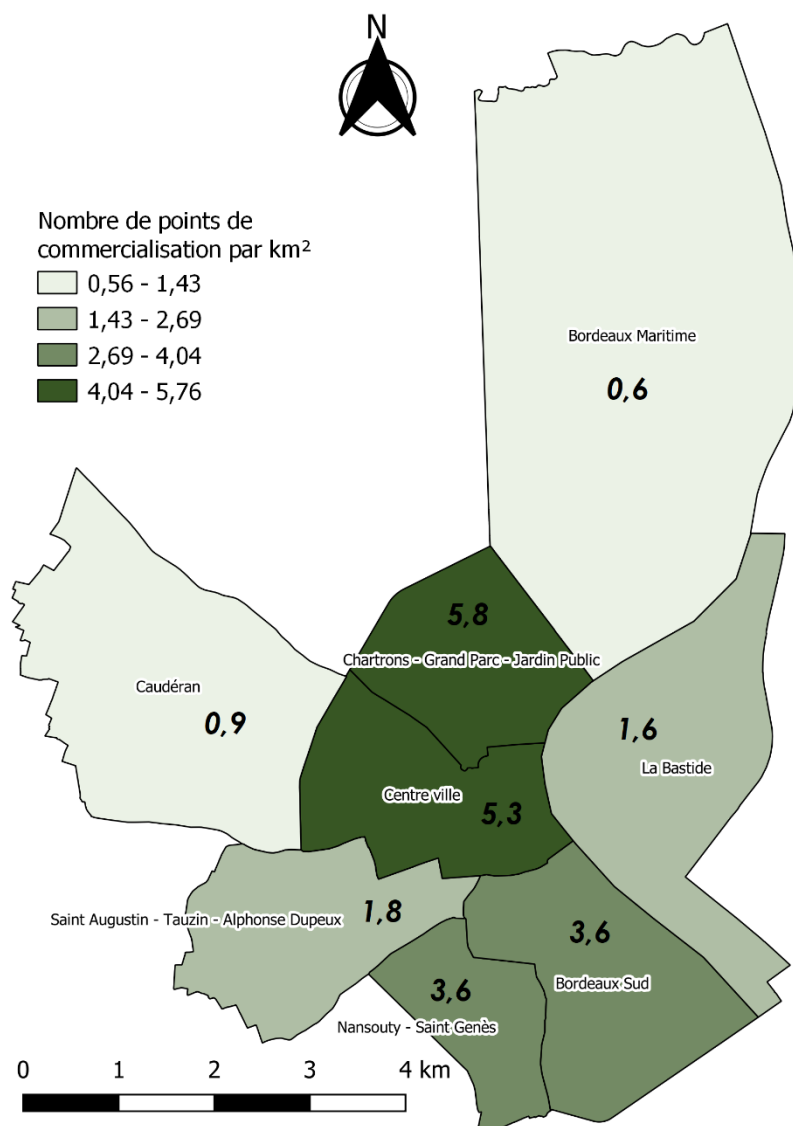 N
Nombre de points de
commercialisation par km²
0,56 - 1,43
1,43 - 2,69
2,69 - 4,04
4,04 - 5,76
Bordeaux Maritime
0,6
5,8
Chartrons - Grand Parc - Jardin Public
Caudéran
0,9
1,6
La Bastide
Centre ville
5,3
Saint Augustin - Tauzin - Alphonse Dupeux
1,8
3,6
Bordeaux Sud
3,6
Nansouty - Saint Genès
0 1 2 3 4 km